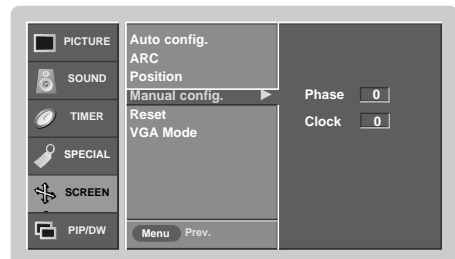 PICTURE
SOUND
TIMER
SPECIAL
SCREEN
PIP/DW
Auto config.
ARC
Position
Manual config.
Reset
VGA Mode
Menu Prev.
Phase 0
Clock 0